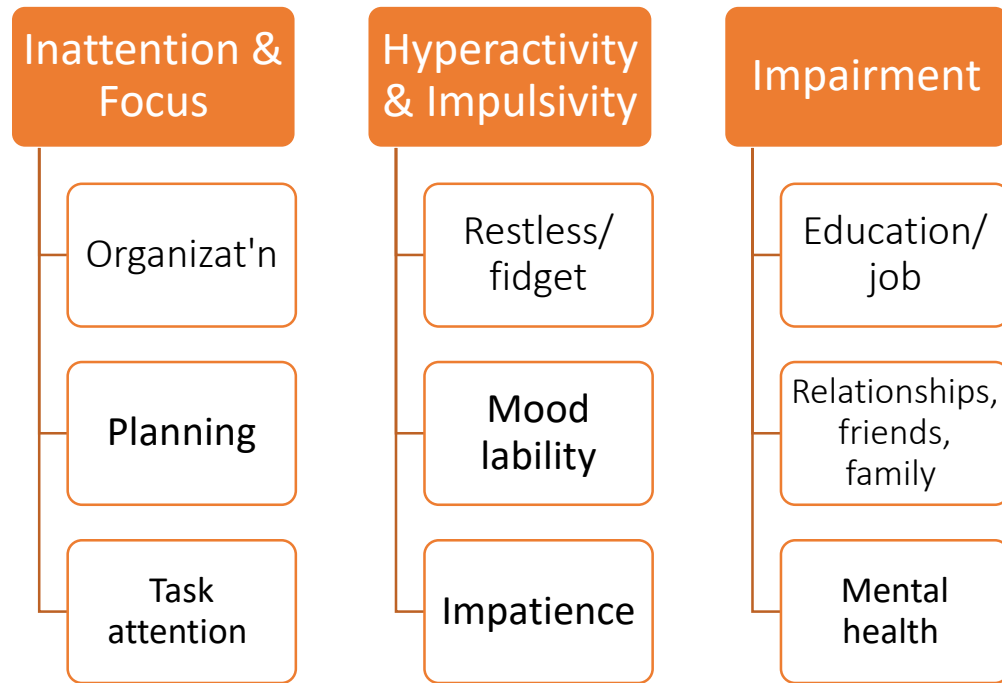 Inattention &
Focus
Organizat'n
Planning
Task
attention
Hyperactivity
& Impulsivity
Restless/
fidget
Mood
lability
Impatience
Impairment
Education/
job
Relationships,
friends,
family
Mental
health